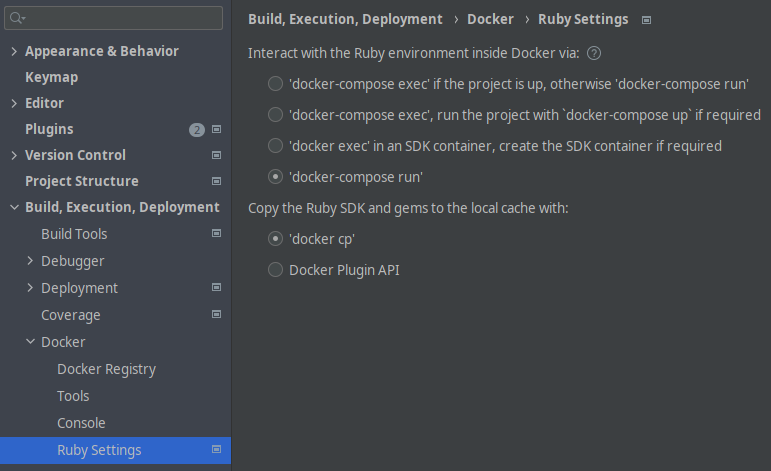 Appearance & Behavior
Keymap
Editor
Plugins 2
Version Control
Project Structure
Build, Execution, Deployment
Build Tools
Debugger
Deployment
Coverage
Docker
Docker Registry
Tools
Console
Ruby Settings
Build, Execution, Deployment › Docker › Ruby Settings
Interact with the Ruby environment inside Docker via: ?
'docker-compose exec' if the project is up, otherwise 'docker-compose run'
'docker-compose exec', run the project with `docker-compose up` if required
'docker exec' in an SDK container, create the SDK container if required
'docker-compose run'
Copy the Ruby SDK and gems to the local cache with:
'docker cp'
Docker Plugin API